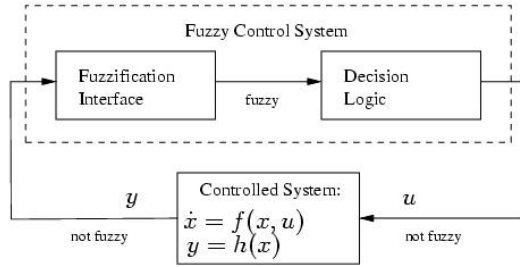 Fuzzy Control System
Fuzzification
Interface
fuzzy
Decision
Logic
y
not fuzzy
Controlled System:
ẋ = f(x, u)
y = h(x)
u
not fuzzy